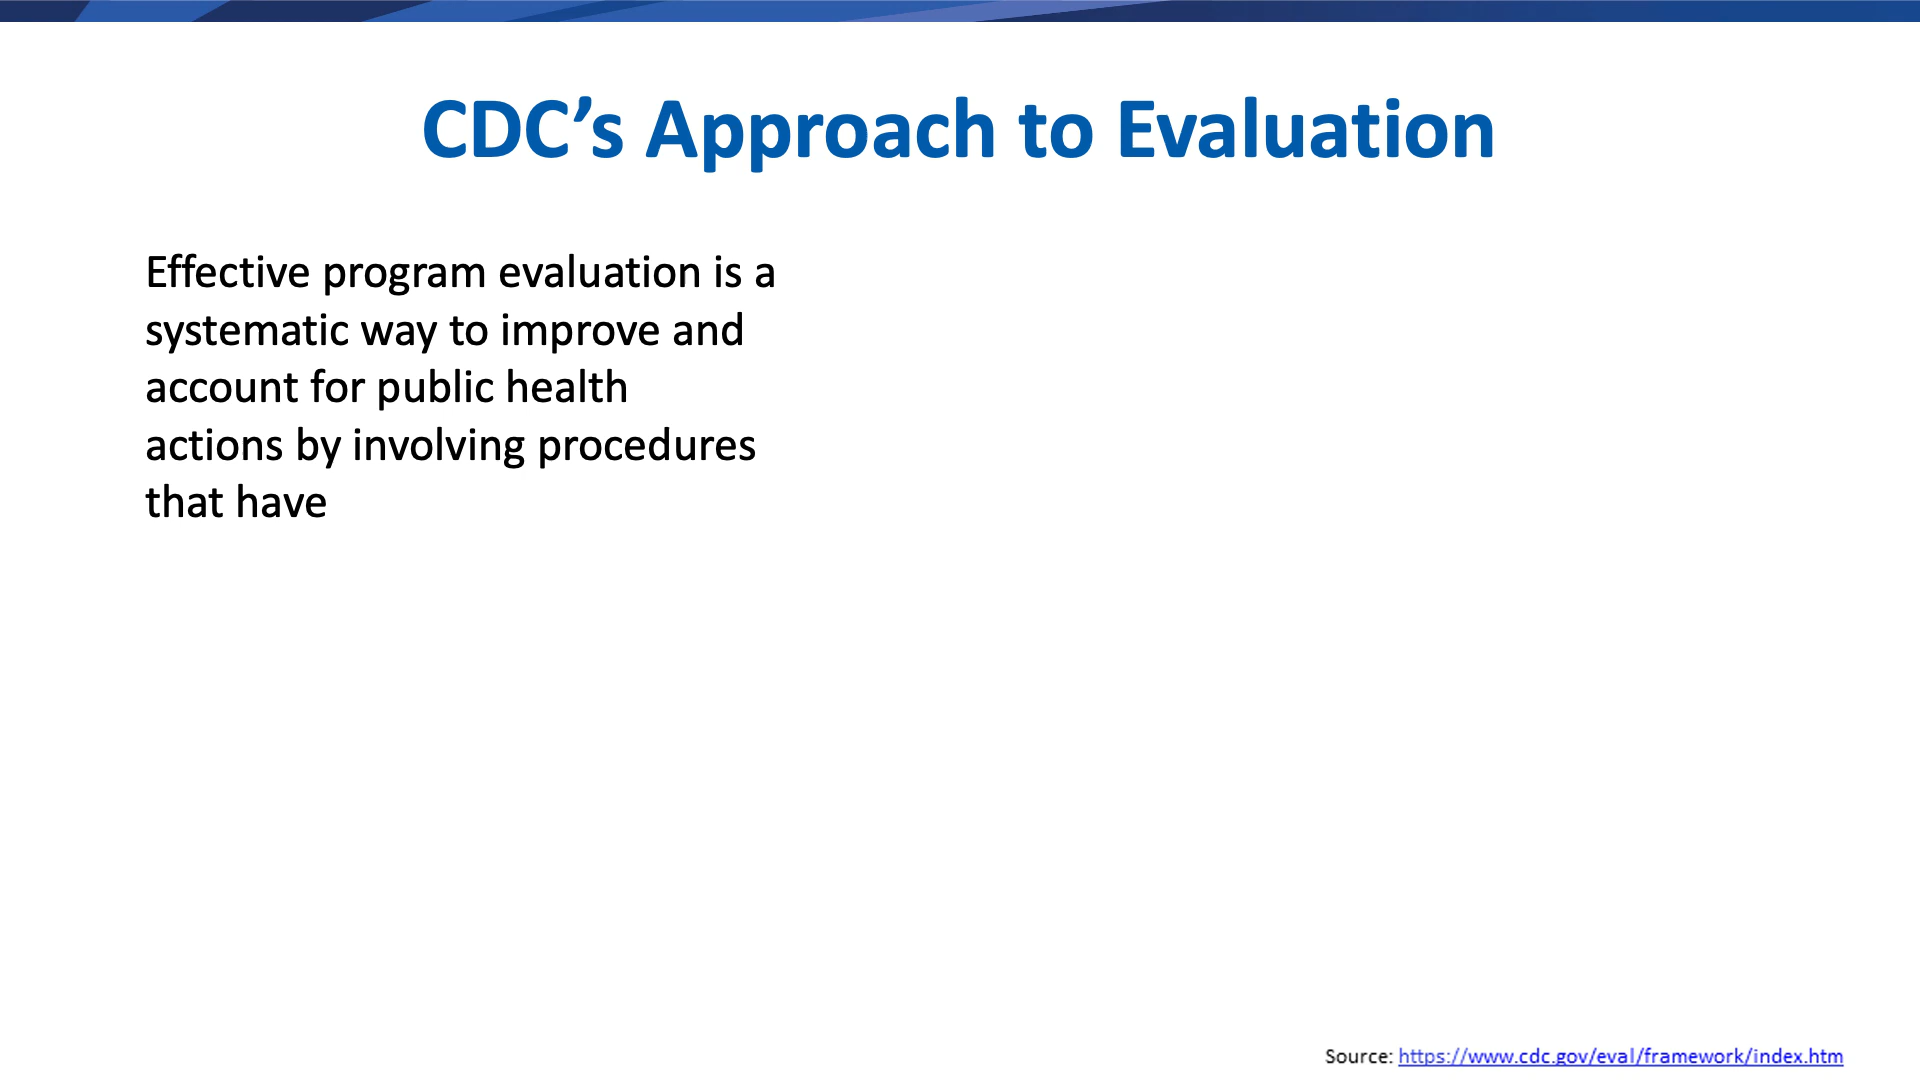 CDC’s Approach to Evaluation
Effective program evaluation is a
systematic way to improve and
account for public health
actions by involving procedures
that have
Source: https://www.cdc.gov/eval/framework/index.htm